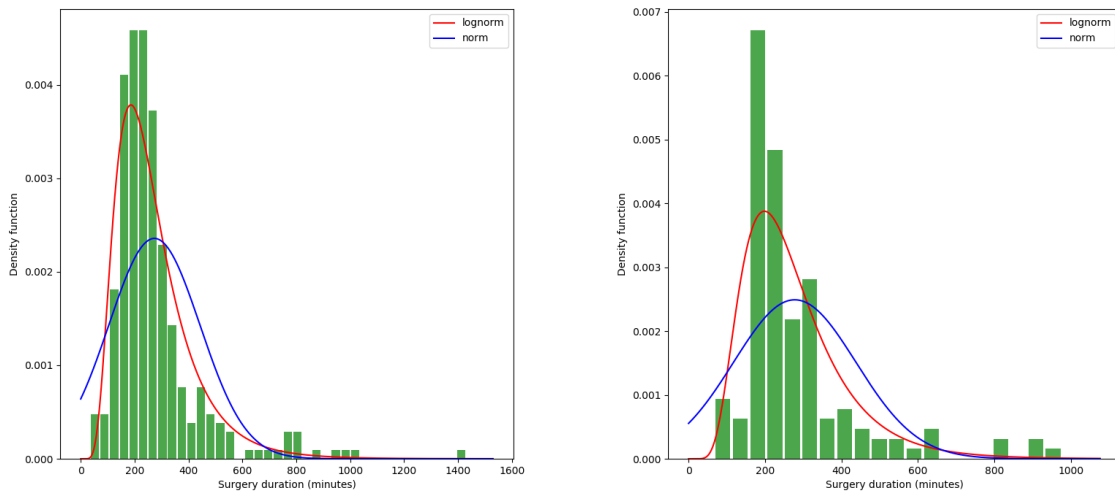 lognorm
norm
Density function
0.004
0.003
0.002
0.001
0.000
0 200 400 600 800 1000 1200 1400 1600
Surgery duration (minutes)
lognorm
norm
Density function
0.007
0.006
0.005
0.004
0.003
0.002
0.001
0.000
0 200 400 600 800 1000
Surgery duration (minutes)